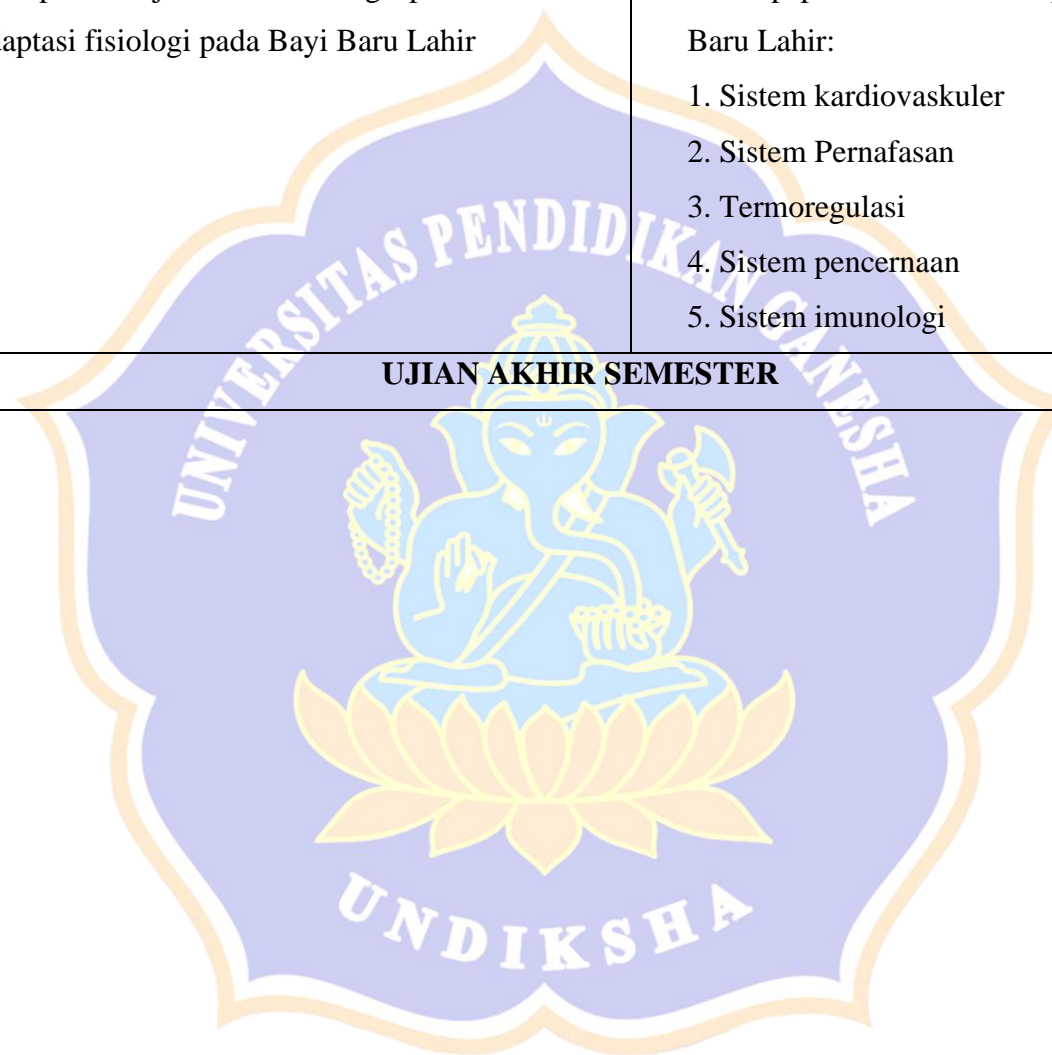 adaptasi fisiologi pada Bayi Baru Lahir
Baru Lahir:
1. Sistem kardiovaskuler
2. Sistem Pernafasan
3. Termoregulasi
4. Sistem pencernaan
5. Sistem imunologi
UJIAN AKHIR SEMESTER
UNIVERSITAS PENDIDIKAN GANESHA
UNDIKSHA